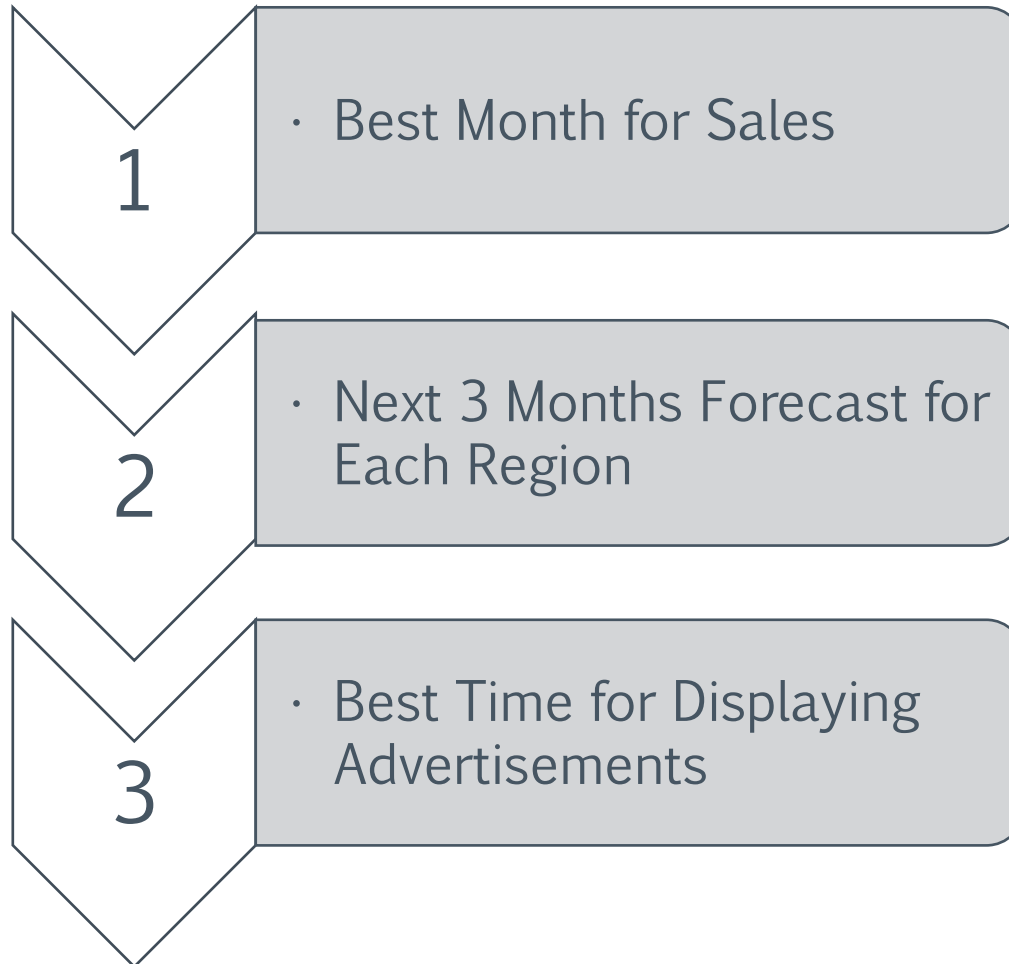 1
· Best Month for Sales
2
· Next 3 Months Forecast for
Each Region
3
· Best Time for Displaying
Advertisements